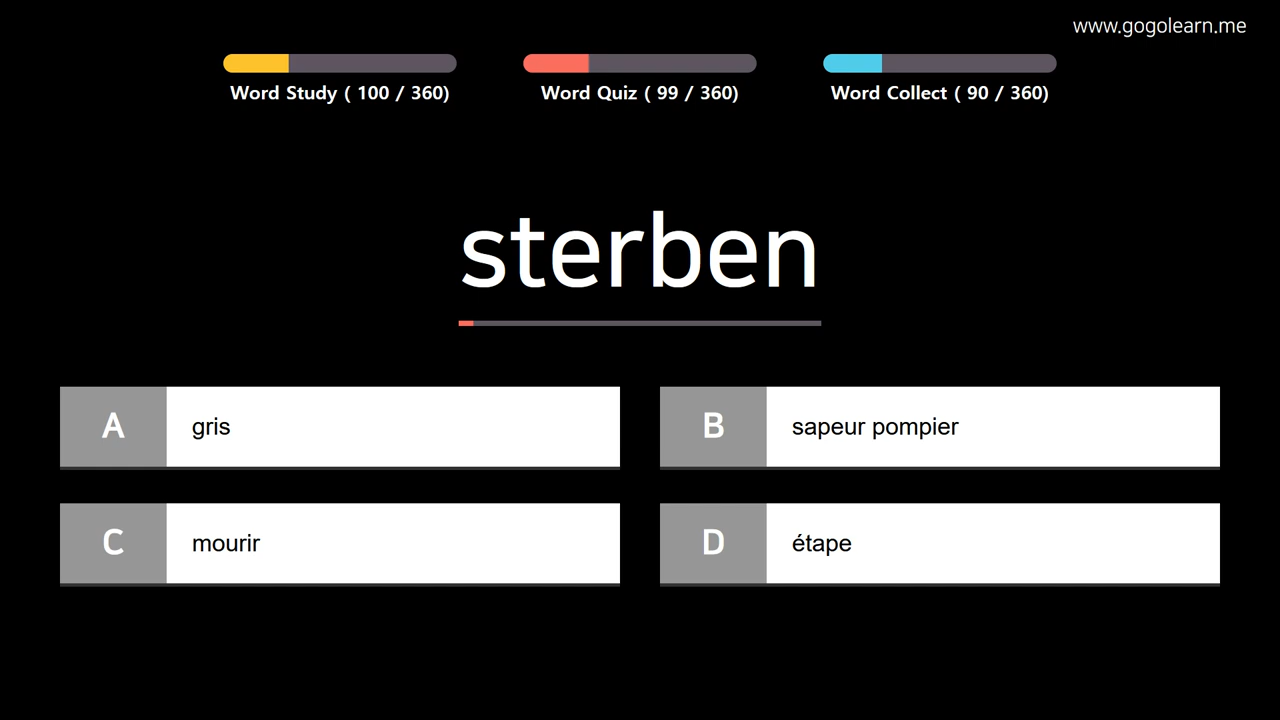 www.gogolearn.me
Word Study ( 100 / 360)
Word Quiz ( 99 / 360)
Word Collect ( 90 / 360)
sterben
A gris
B sapeur pompier
C mourir
D étape